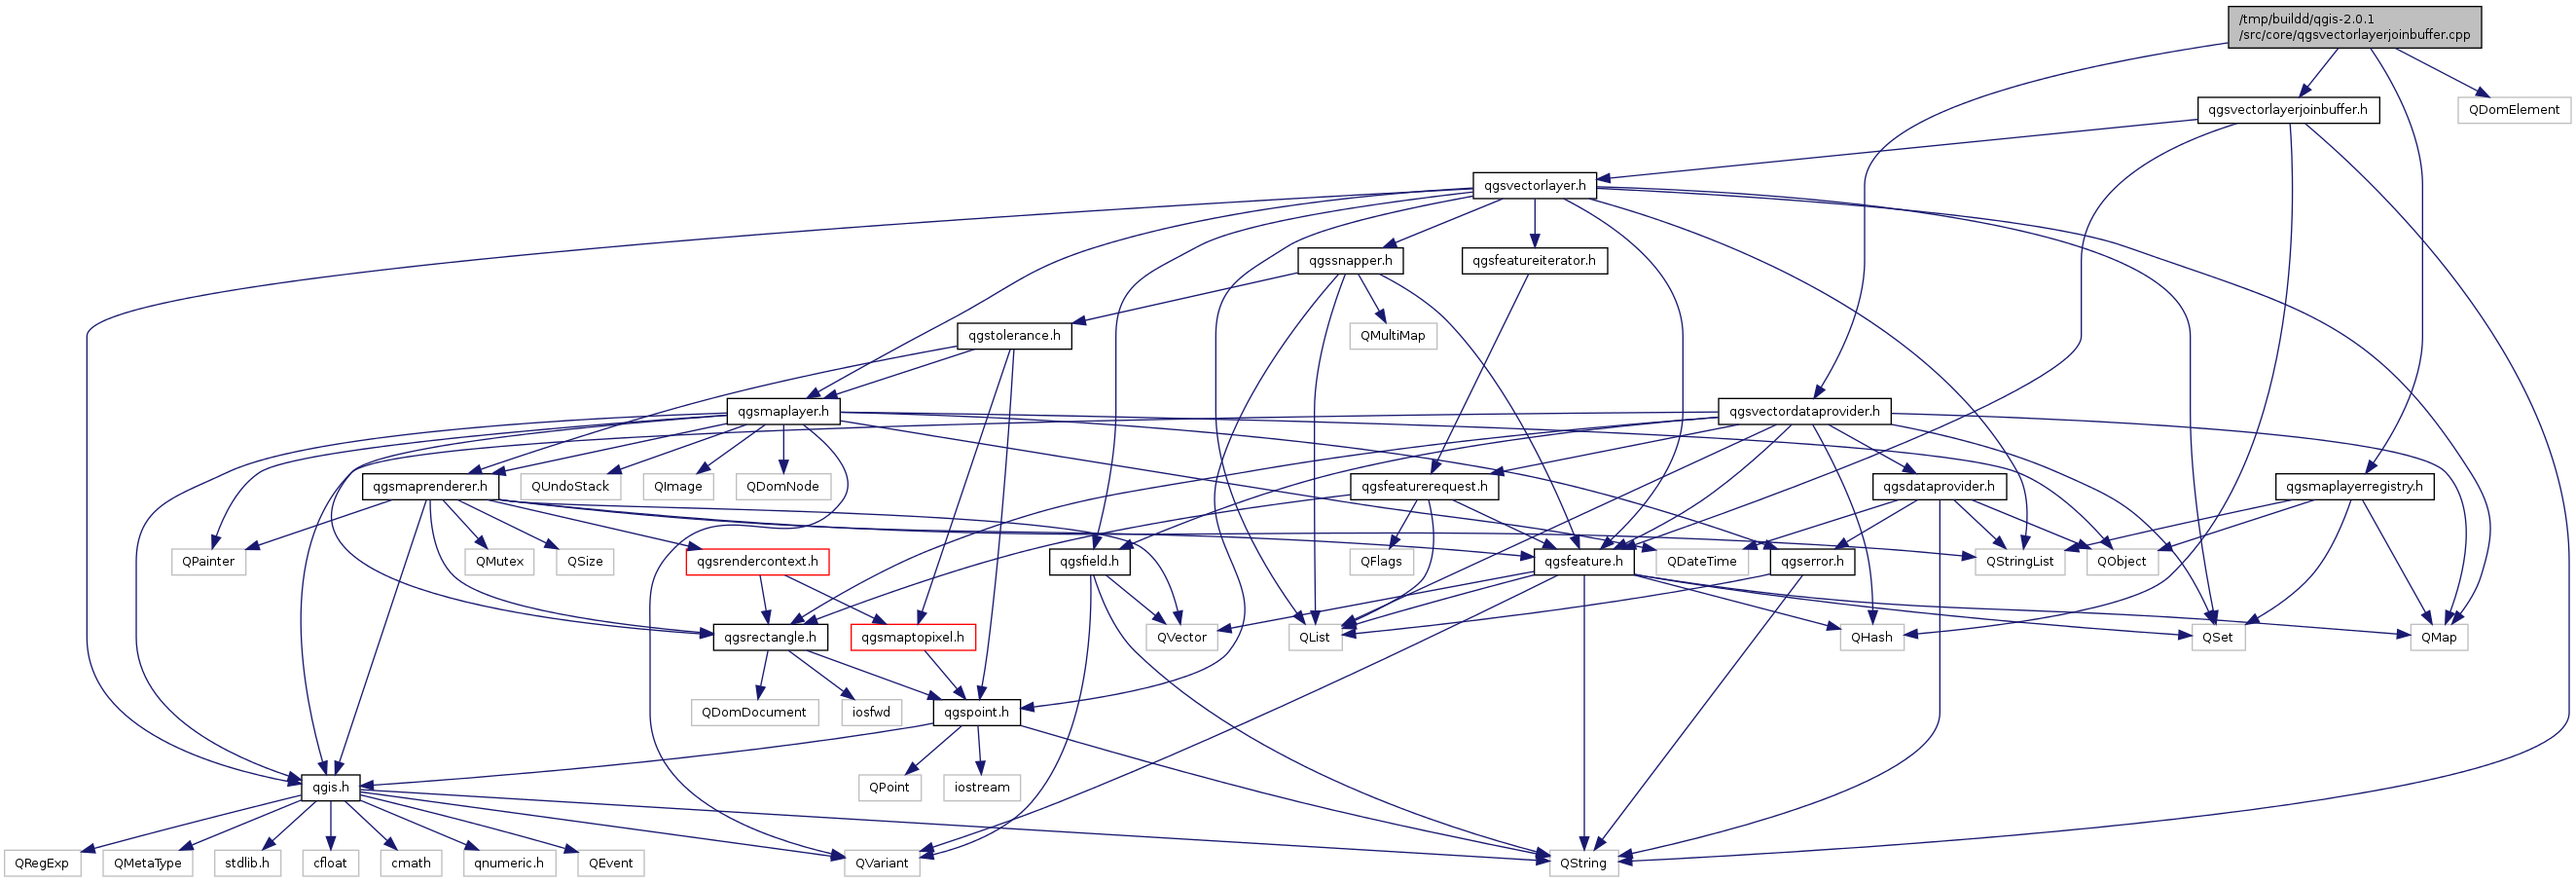 /tmp/buildd/qgis-2.0.1
/src/core/qgsvectorlayerjoinbuffer.cpp
qgsvectorlayerjoinbuffer.h
QDomElement
qgsvectorlayer.h
qgssnapper.h
qgsfeatureiterator.h
qgstolerance.h
QMultiMap
qgsmaplayer.h
qgsvectordataprovider.h
qgsmaprenderer.h
QUndoStack
QImage
QDomNode
qgsfeaturerequest.h
qgsdataprovider.h
qgsmaplayerregistry.h
QPainter
QMutex
QSize
qgsrendercontext.h
qgsfield.h
QFlags
qgsfeature.h
QDateTime
qgserror.h
QStringList
QObject
qgsrectangle.h
qgsmaptopixel.h
QVector
QList
QHash
QSet
QMap
QDomDocument
iosfwd
qgspoint.h
qgis.h
QPoint
iostream
QRegExp
QMetaType
stdlib.h
cfloat
cmath
qnumeric.h
QEvent
QVariant
QString